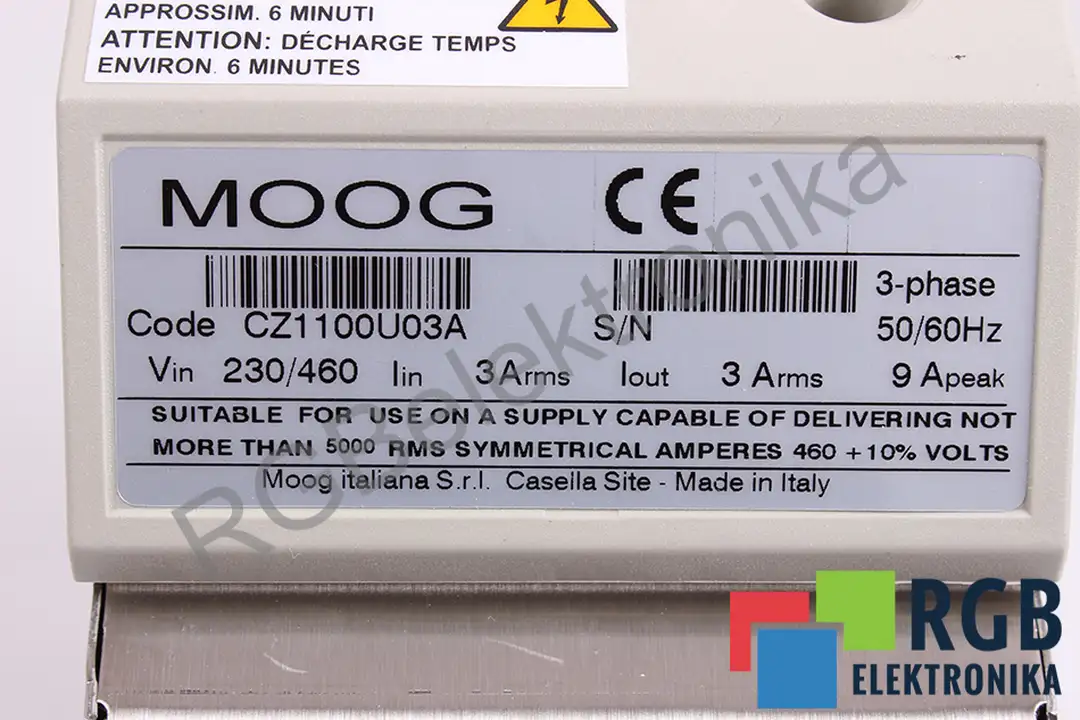 APPROSSIM. 6 MINUTI
ATTENTION: DÉCHARGE TEMPS
ENVIRON. 6 MINUTES
MOOG CE
3-phase
Code CZ1100U03A S/N 50/60Hz
Vin 230/460 Iin 3Arms Iout 3 Arms 9 Apeak
SUITABLE FOR USE ON A SUPPLY CAPABLE OF DELIVERING NOT
MORE THAN 5000 RMS SYMMETRICAL AMPERES 460 +10% VOLTS
Moog italiana S.r.l. Casella Site - Made in Italy
RGBelektronika
RGB
ELEKTRONIKA